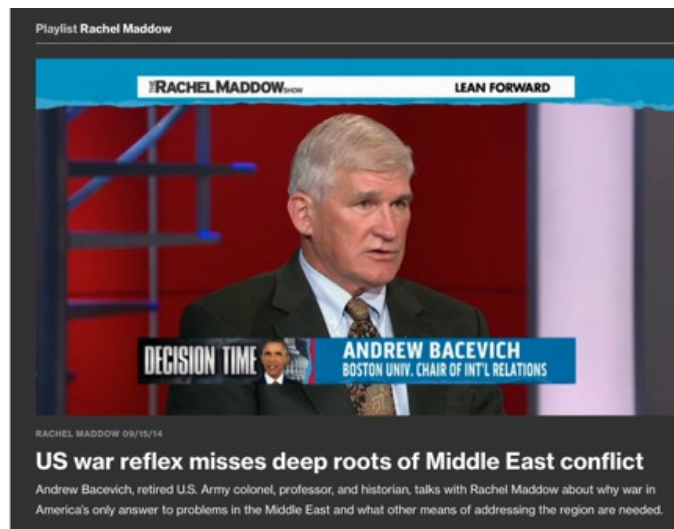 Playlist Rachel Maddow
THE RACHEL MADDOW SHOW LEAN FORWARD
DECISION TIME
ANDREW BACEVICH
BOSTON UNIV. CHAIR OF INT'L RELATIONS
RACHEL MADDOW 09/15/14
US war reflex misses deep roots of Middle East conflict
Andrew Bacevich, retired U.S. Army colonel, professor, and historian, talks with Rachel Maddow about why war in
America's only answer to problems in the Middle East and what other means of addressing the region are needed.